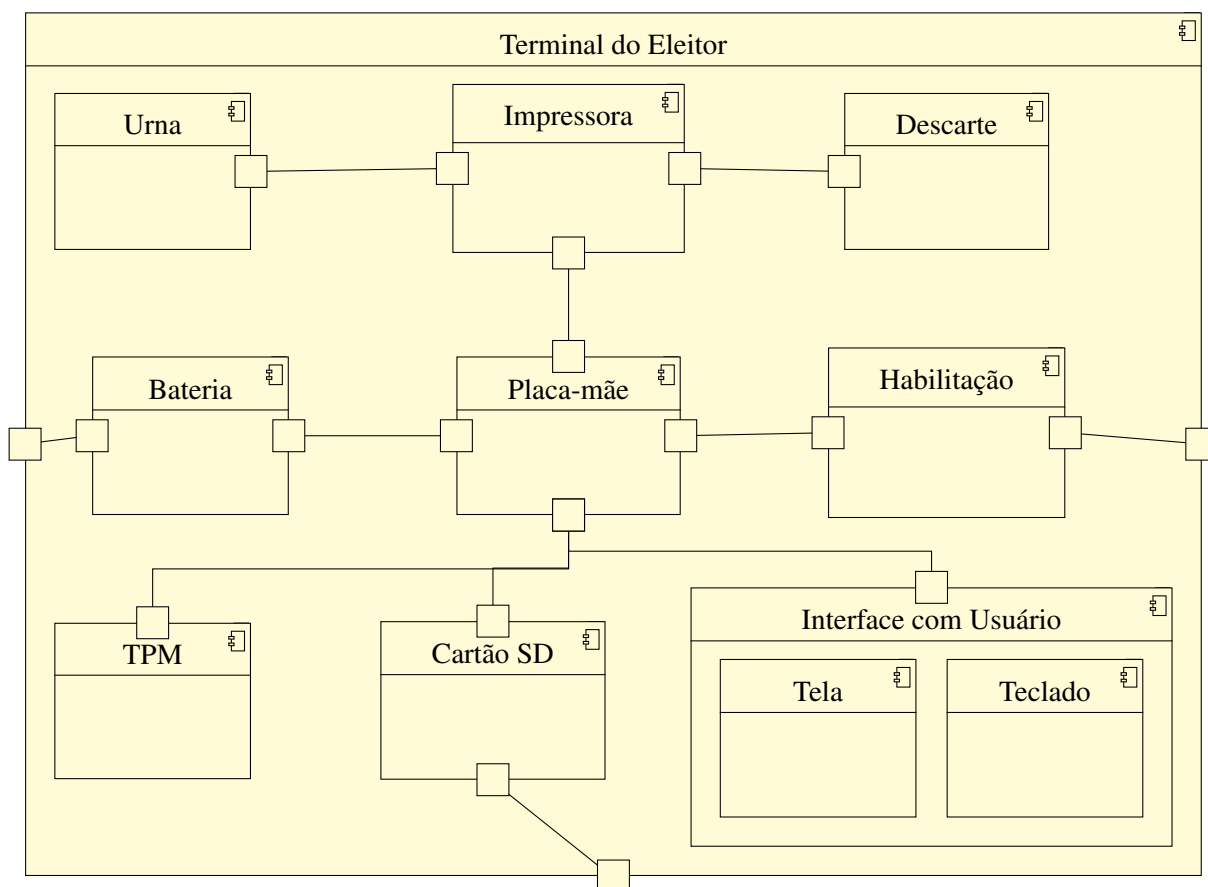 Terminal do Eleitor
Urna
Impressora
Descarte
Bateria
Placa-mãe
Habilitação
TPM
Cartão SD
Interface com Usuário
Tela
Teclado